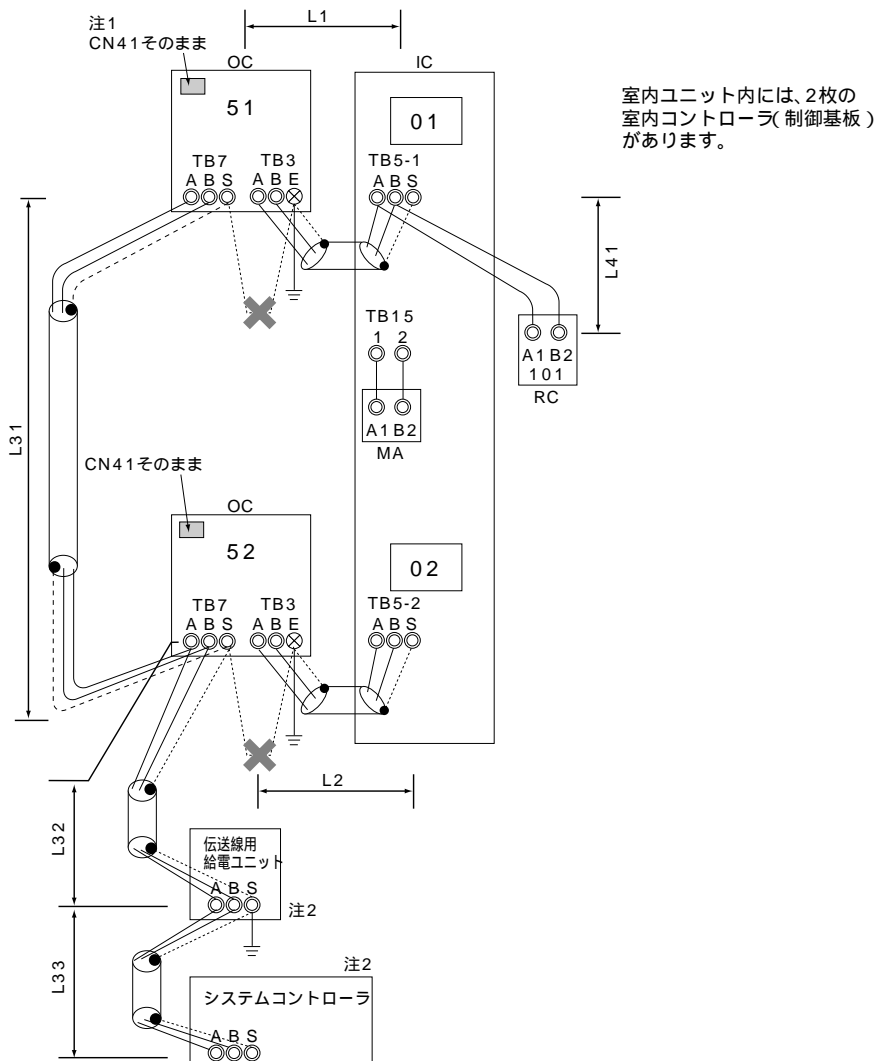 注1
CN41そのまま
L1
OC
IC
51
01
室内ユニット内には、2枚の
室内コントローラ(制御基板)
があります。
TB7
TB3
TB5-1
A B S
A B E
A B S
L41
TB15
1 2
A1 B2
101
RC
A1 B2
MA
L31
CN41そのまま
OC
52
02
TB7
TB3
TB5-2
A B S
A B E
A B S
L2
L32
伝送線用
給電ユニット
A B S
注2
L33
注2
システムコントローラ
A B S